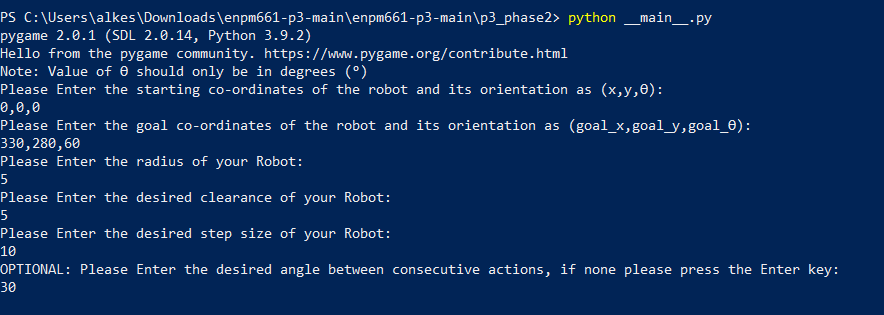 PS C:\Users\alkes\Downloads\enpm661-p3-main\enpm661-p3-main\p3_phase2> python __main__.py
pygame 2.0.1 (SDL 2.0.14, Python 3.9.2)
Hello from the pygame community. https://www.pygame.org/contribute.html
Note: Value of θ should only be in degrees (°)
Please Enter the starting co-ordinates of the robot and its orientation as (x,y,θ):
0,0,0
Please Enter the goal co-ordinates of the robot and its orientation as (goal_x,goal_y,goal_θ):
330,280,60
Please Enter the radius of your Robot:
5
Please Enter the desired clearance of your Robot:
5
Please Enter the desired step size of your Robot:
10
OPTIONAL: Please Enter the desired angle between consecutive actions, if none please press the Enter key:
30